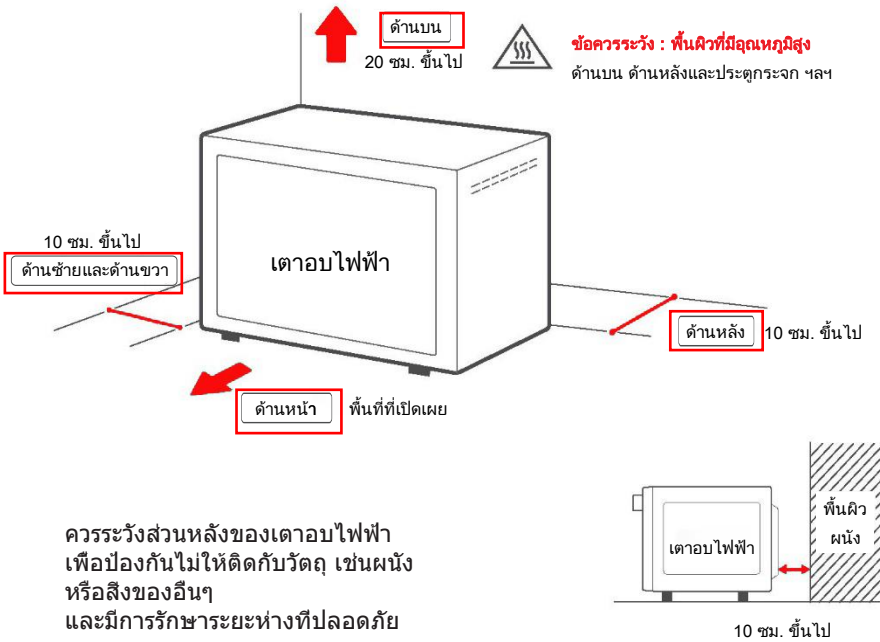 ด้านบน
20 ซม. ขึ้นไป
ข้อควรระวัง : พื้นผิวที่มีอุณหภูมิสูง
ด้านบน ด้านหลังและประตูกระจก ฯลฯ
10 ซม. ขึ้นไป
ด้านซ้ายและด้านขวา
เตาอบไฟฟ้า
ด้านหลัง 10 ซม. ขึ้นไป
ด้านหน้า พื้นที่ที่เปิดเผย
ควรระวังส่วนหลังของเตาอบไฟฟ้า
เพือป้องกันไม่ให้ติดกับวัตถุ เช่นผนัง
หรือสิงของอืนๆ
และมีการรักษาระยะห่างทีปลอดภัย
พื้นผิว
ผนัง
เตาอบไฟฟ้า
10 ซม. ขึ้นไป